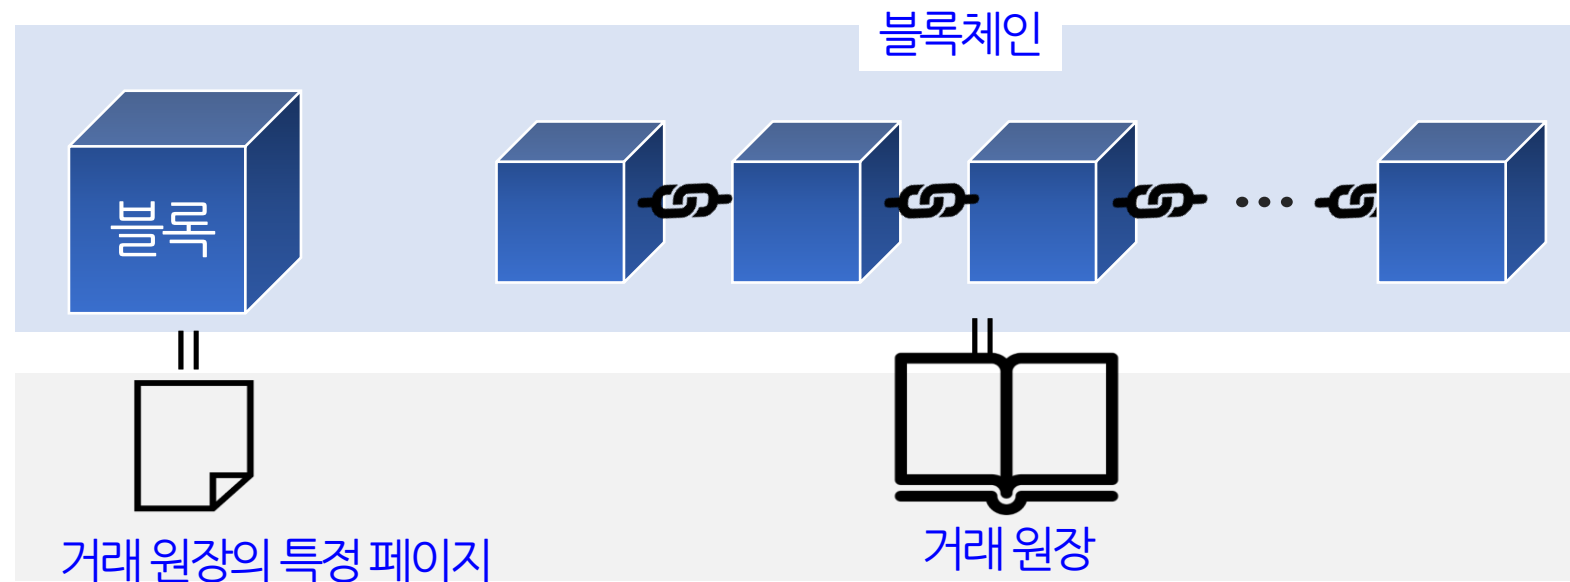 블록체인
블록
거래 원장의 특정 페이지
거래 원장